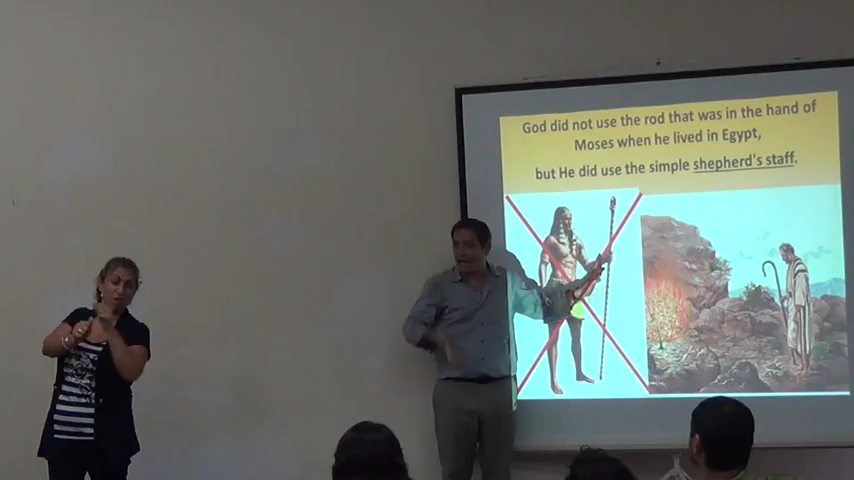 God did not use the rod that was in the hand of
Moses when he lived in Egypt,
but He did use the simple shepherd's staff.